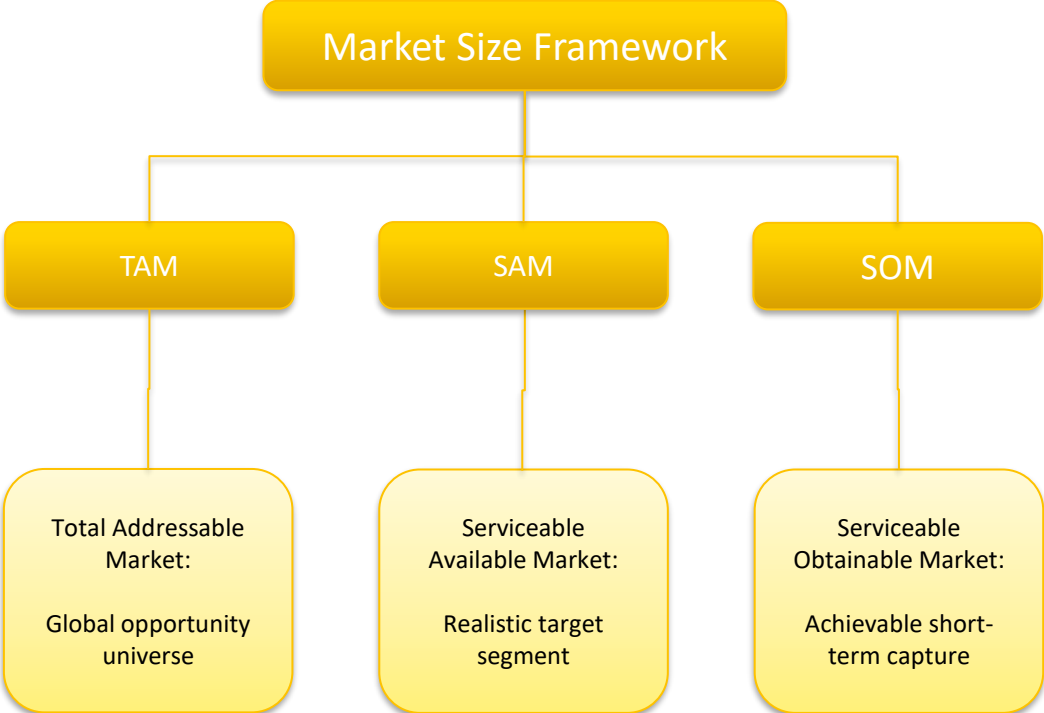 Market Size Framework
TAM
SAM
SOM
Total Addressable
Market:
Global opportunity
universe
Serviceable
Available Market:
Realistic target
segment
Serviceable
Obtainable Market:
Achievable short-
term capture